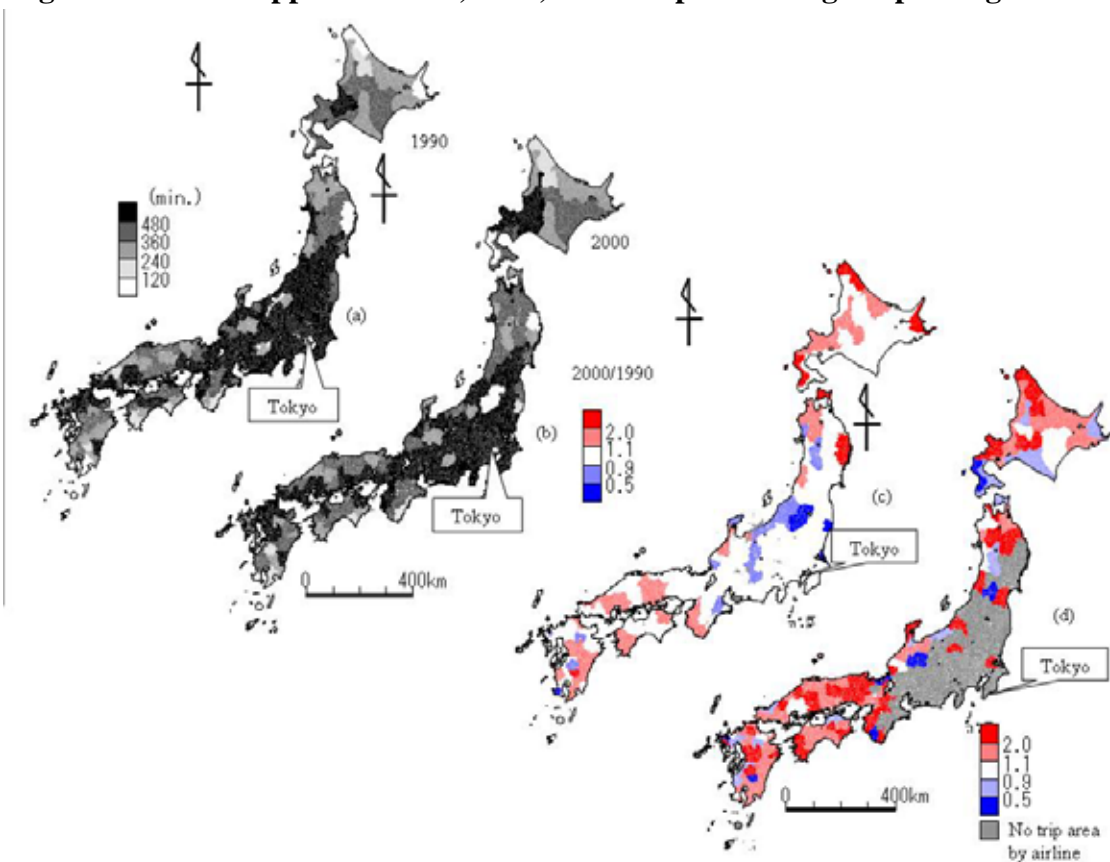 1990
(min.)
480
360
240
120
2000
(a)
Tokyo
2000/1990
2.0
1.1
0.9
0.5
(b)
Tokyo
0
400km
(c)
Tokyo
(d)
Tokyo
2.0
1.1
0.9
0.5
0
400km
No trip area
by airline